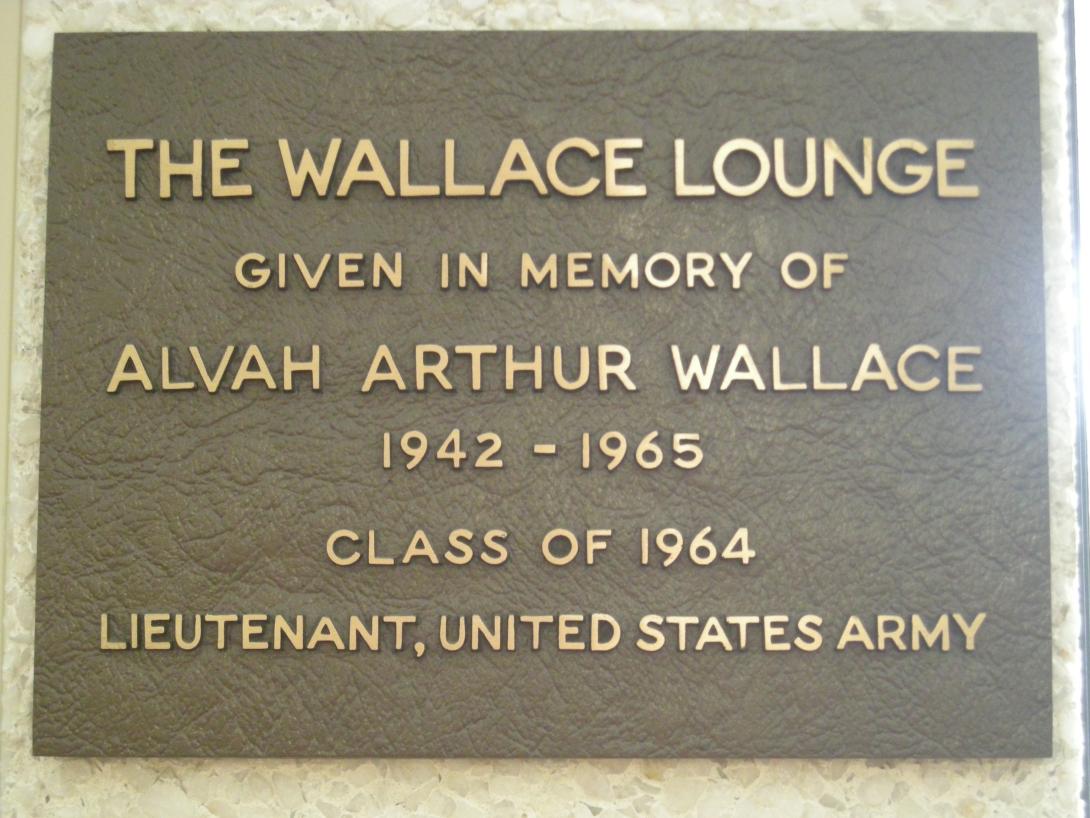 THE WALLACE LOUNGE
GIVEN IN MEMORY OF
ALVAH ARTHUR WALLACE
1942 - 1965
CLASS OF 1964
LIEUTENANT, UNITED STATES ARMY